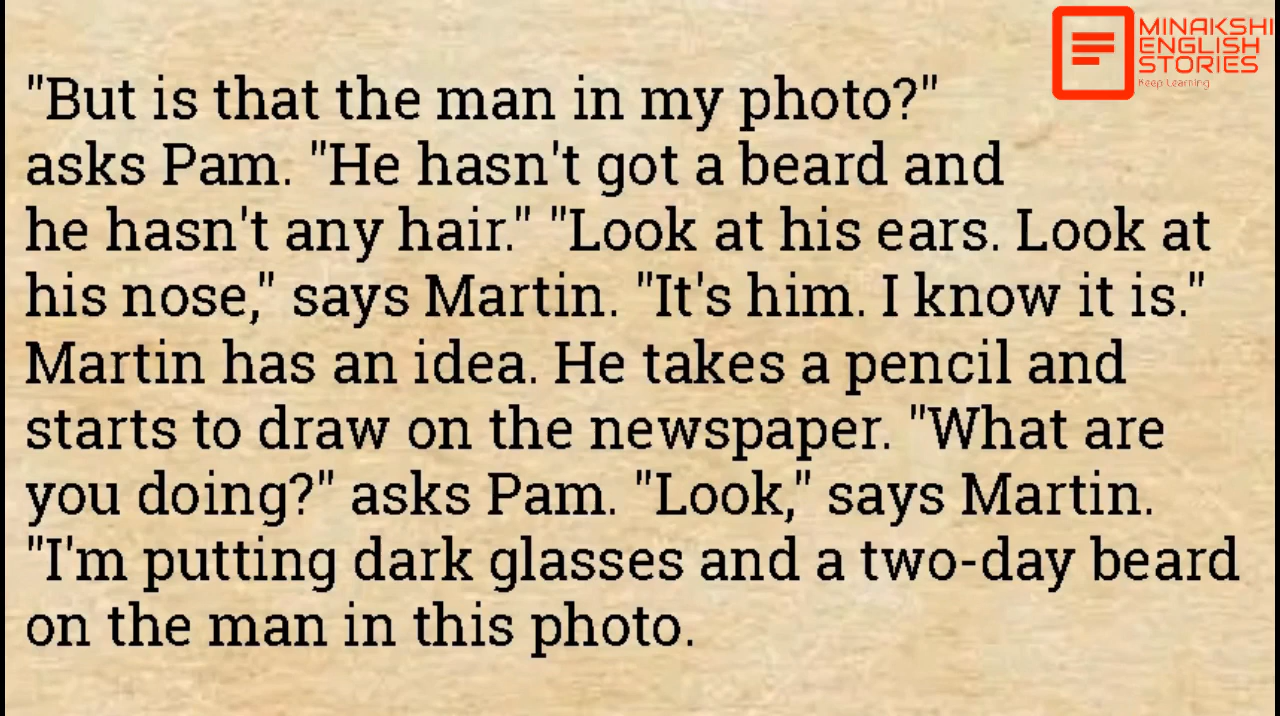 MINAKSHI
ENGLISH
STORIES
Keep Learning
"But is that the man in my photo?"
asks Pam. "He hasn't got a beard and
he hasn't any hair." "Look at his ears. Look at
his nose," says Martin. "It's him. I know it is."
Martin has an idea. He takes a pencil and
starts to draw on the newspaper. "What are
you doing?" asks Pam. "Look," says Martin.
"I'm putting dark glasses and a two-day beard
on the man in this photo.